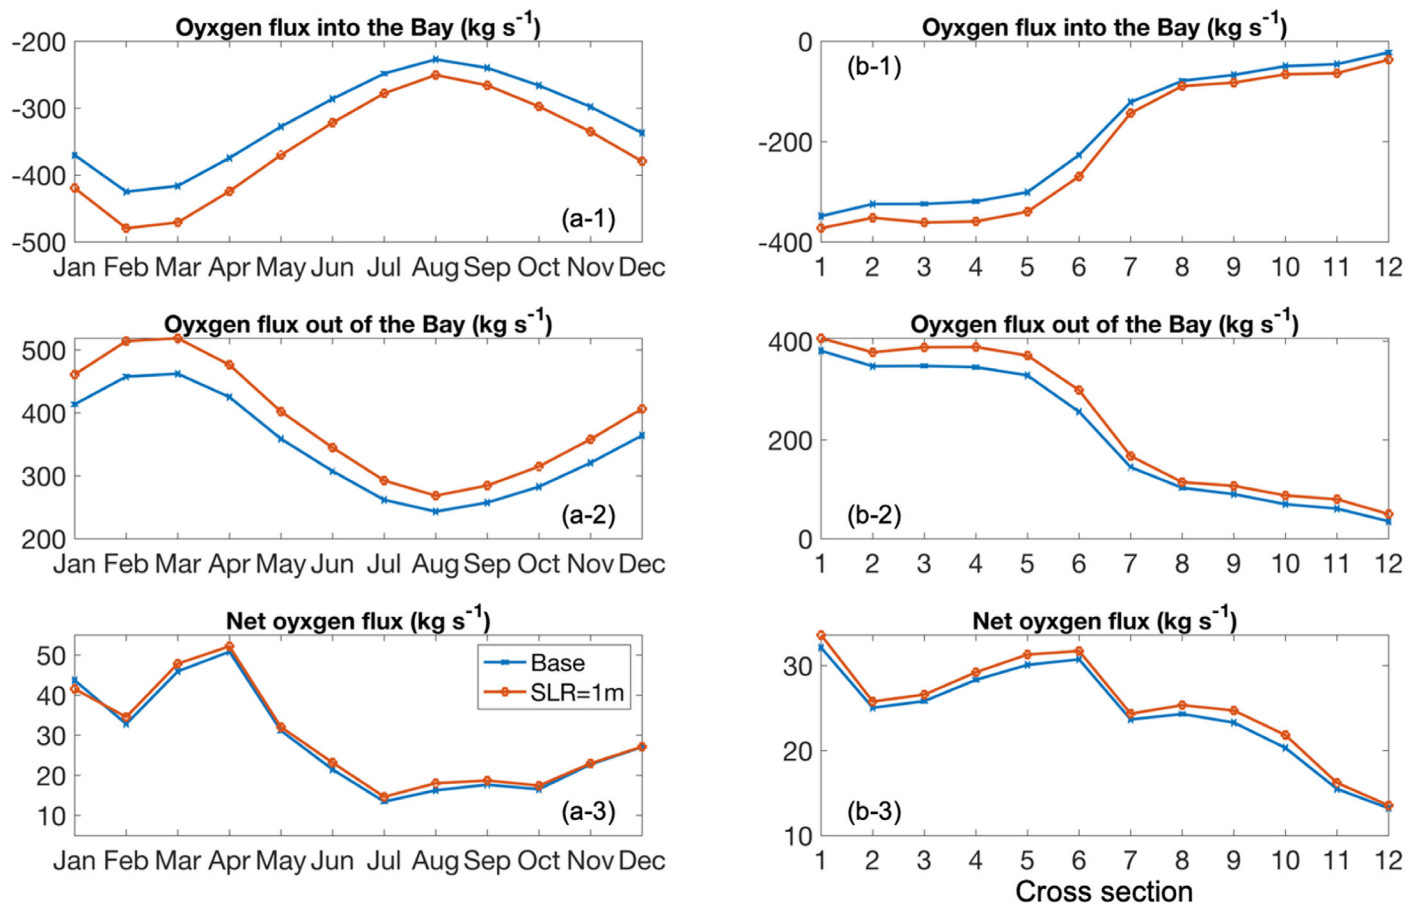 Oyxgen flux into the Bay (kg s⁻¹)
-200
-300
-400
-500
(a-1)
Jan Feb Mar Apr May Jun Jul Aug Sep Oct Nov Dec
Oyxgen flux into the Bay (kg s⁻¹)
0
-200
-400
(b-1)
1 2 3 4 5 6 7 8 9 10 11 12
Oyxgen flux out of the Bay (kg s⁻¹)
500
400
300
200
(a-2)
Jan Feb Mar Apr May Jun Jul Aug Sep Oct Nov Dec
Oyxgen flux out of the Bay (kg s⁻¹)
400
200
0
(b-2)
1 2 3 4 5 6 7 8 9 10 11 12
Net oyxgen flux (kg s⁻¹)
50
40
30
20
10
Base
SLR=1m
(a-3)
Jan Feb Mar Apr May Jun Jul Aug Sep Oct Nov Dec
Net oyxgen flux (kg s⁻¹)
30
20
10
(b-3)
1 2 3 4 5 6 7 8 9 10 11 12
Cross section